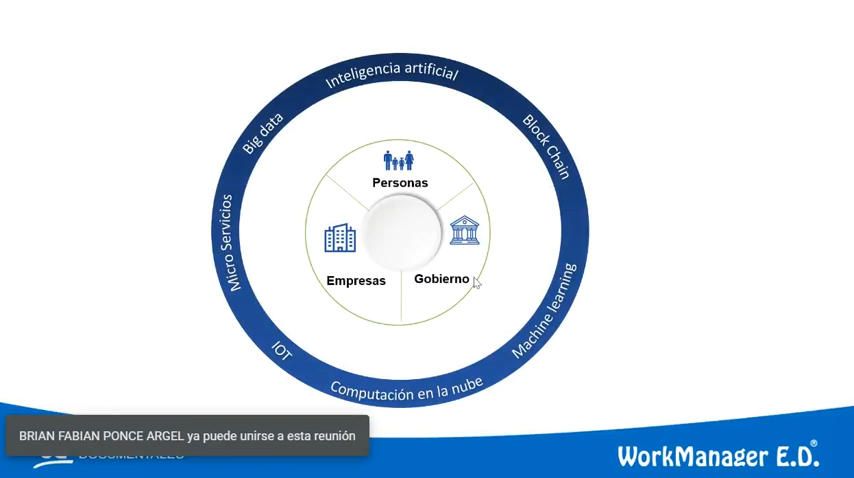 Inteligencia artificial
Big data
Block Chain
Personas
Micro Servicios
Empresas
Gobierno
Machine learning
IOT
Computación en la nube
BRIAN FABIAN PONCE ARGEL ya puede unirse a esta reunión
WorkManager E.D.®